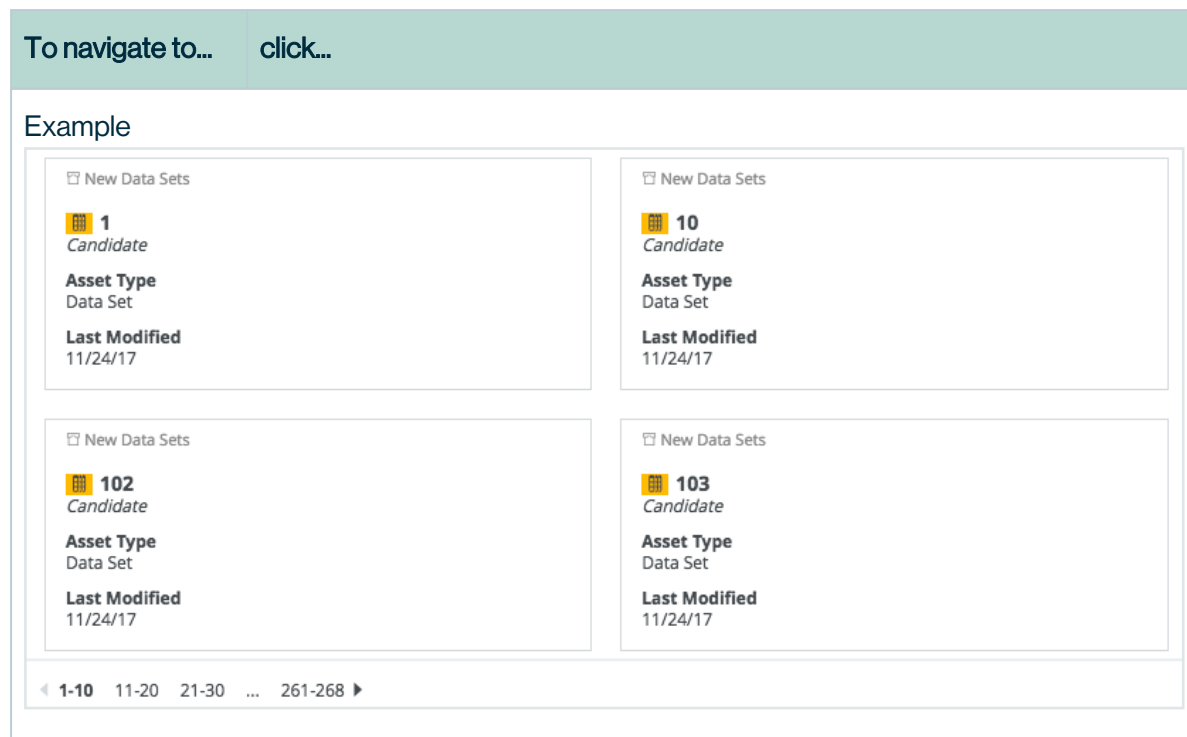 To navigate to... click...
Example
New Data Sets
1
Candidate
Asset Type
Data Set
Last Modified
11/24/17
New Data Sets
10
Candidate
Asset Type
Data Set
Last Modified
11/24/17
New Data Sets
102
Candidate
Asset Type
Data Set
Last Modified
11/24/17
New Data Sets
103
Candidate
Asset Type
Data Set
Last Modified
11/24/17
1-10 11-20 21-30 ... 261-268